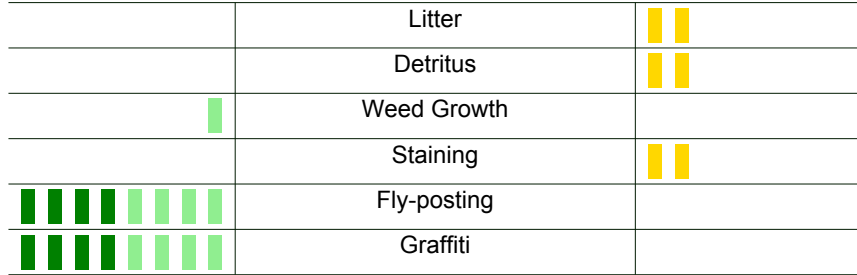 Litter
Detritus
Weed Growth
Staining
Fly-posting
Graffiti